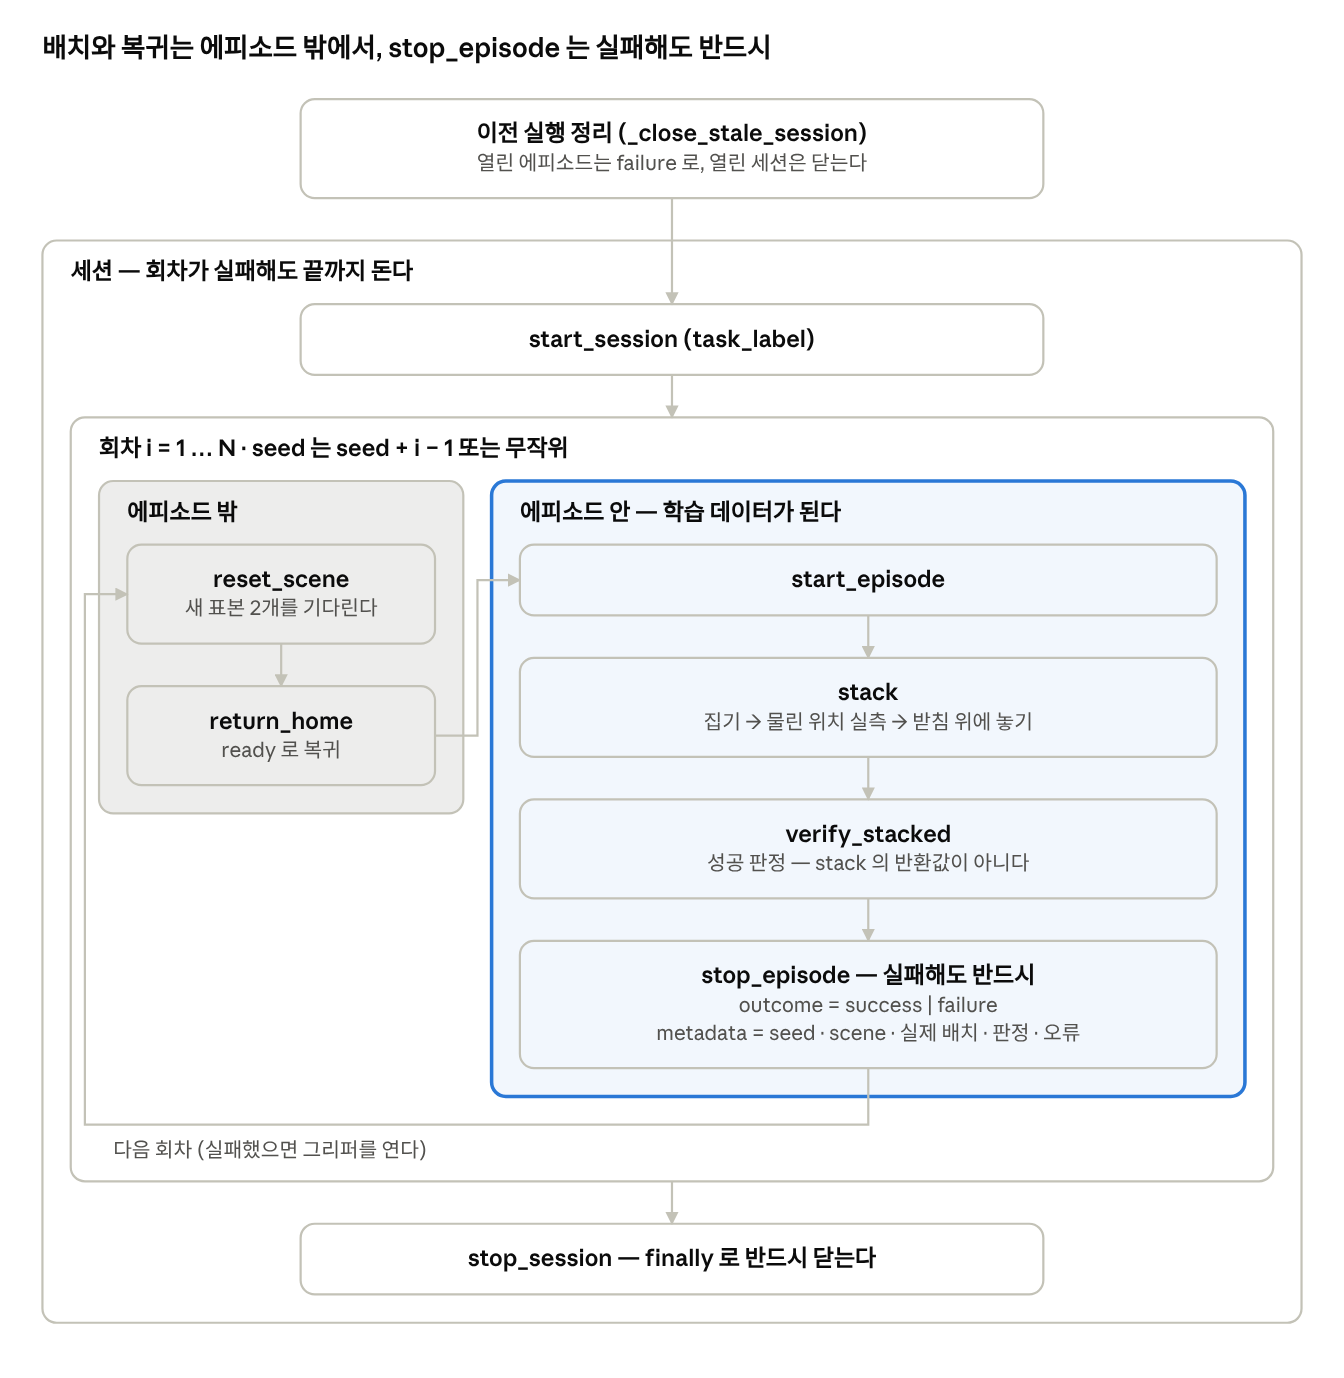 배치와 복귀는 에피소드 밖에서, stop_episode 는 실패해도 반드시
이전 실행 정리 (_close_stale_session)
열린 에피소드는 failure 로, 열린 세션은 닫는다
세션 — 회차가 실패해도 끝까지 돈다
start_session (task_label)
회차 i = 1 … N · seed 는 seed + i − 1 또는 무작위
에피소드 밖
reset_scene
새 표본 2개를 기다린다
return_home
ready 로 복귀
에피소드 안 — 학습 데이터가 된다
start_episode
stack
집기 → 물린 위치 실측 → 받침 위에 놓기
verify_stacked
성공 판정 — stack 의 반환값이 아니다
stop_episode — 실패해도 반드시
outcome = success | failure
metadata = seed · scene · 실제 배치 · 판정 · 오류
다음 회차 (실패했으면 그리퍼를 연다)
stop_session — finally 로 반드시 닫는다